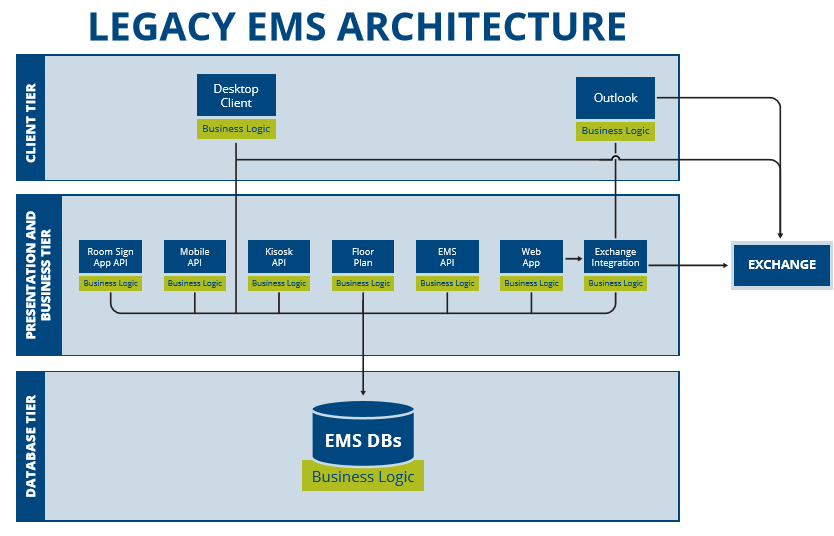 LEGACY EMS ARCHITECTURE
CLIENT TIER
Desktop
Client
Business Logic
Outlook
Business Logic
PRESENTATION AND
BUSINESS TIER
Room Sign
App API
Business Logic
Mobile
API
Business Logic
Kisosk
API
Business Logic
Floor
Plan
Business Logic
EMS
API
Business Logic
Web
App
Business Logic
Exchange
Integration
Business Logic
EXCHANGE
DATABASE TIER
EMS DBs
Business Logic